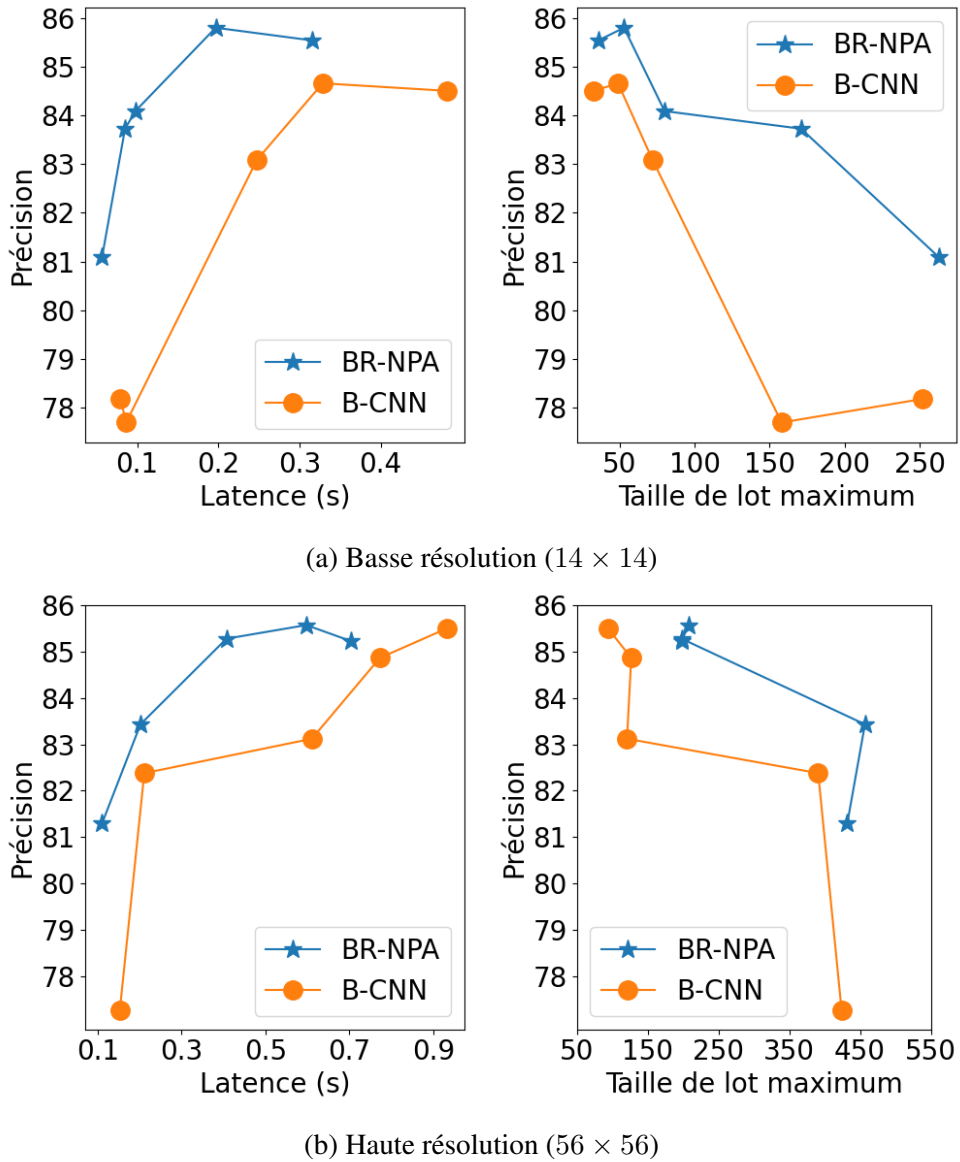 86
85
84
83
82
81
80
79
78
Précision
0.1 0.2 0.3 0.4
Latence (s)
BR-NPA
B-CNN
86
85
84
83
82
81
80
79
78
Précision
50 100 150 200 250
Taille de lot maximum
BR-NPA
B-CNN
(a) Basse résolution (14 × 14)
86
85
84
83
82
81
80
79
78
Précision
0.1 0.3 0.5 0.7 0.9
Latence (s)
BR-NPA
B-CNN
86
85
84
83
82
81
80
79
78
Précision
50 150 250 350 450 550
Taille de lot maximum
BR-NPA
B-CNN
(b) Haute résolution (56 × 56)